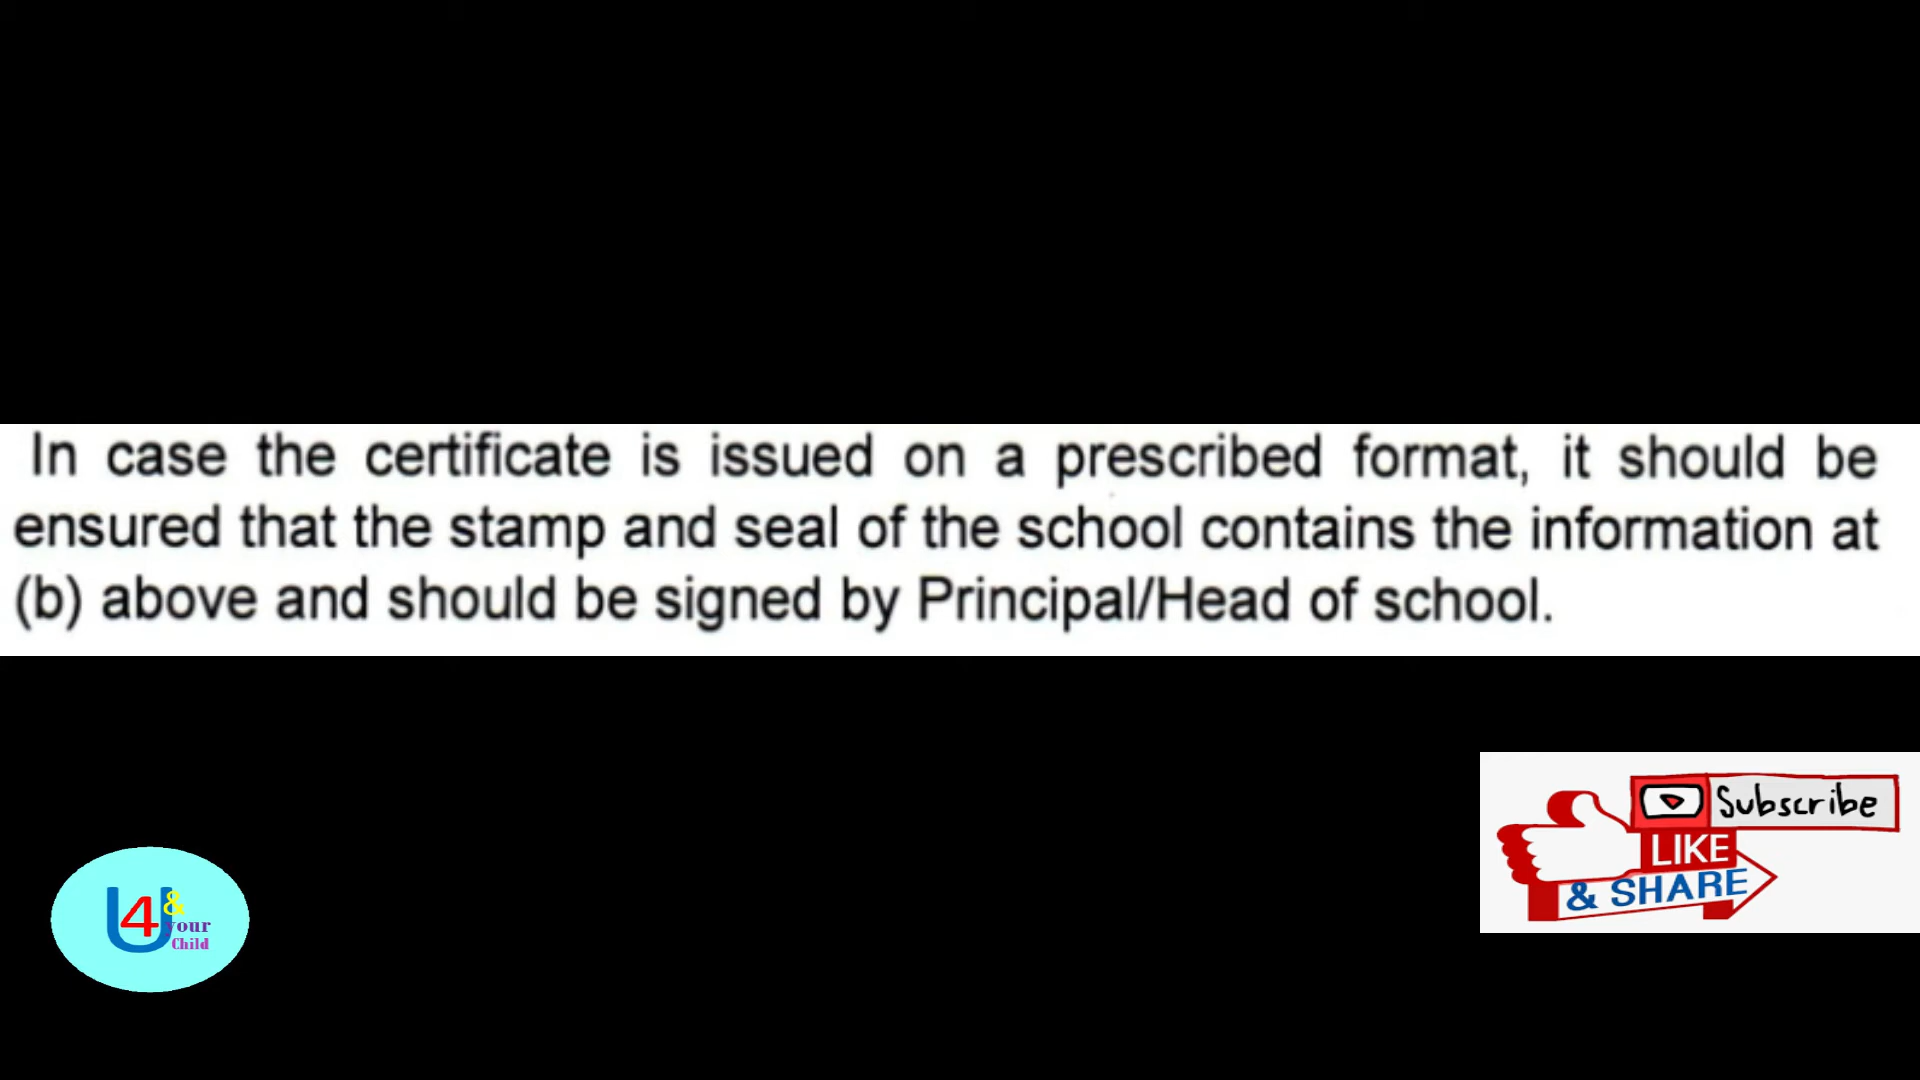 In case the certificate is issued on a prescribed format, it should be
ensured that the stamp and seal of the school contains the information at
(b) above and should be signed by Principal/Head of school.
Subscribe
LIKE
& SHARE
U4&
your
Child